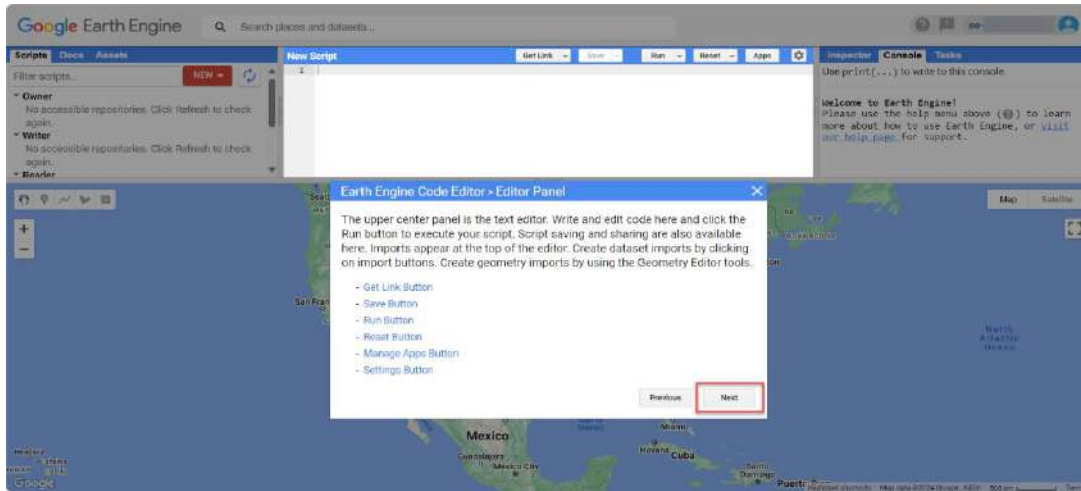 Google Earth Engine
Search places and datasets...
Scripts Docs Assets
Filter scripts...
NEW
Owner
No accessible repositories. Click Refresh to check
again.
Writer
No accessible repositories. Click Refresh to check
again.
Reader
New Script
Get Link
Save
Run
Reset
Apps
1
Inspector Console Tasks
Use print(...) to write to this console.
Welcome to Earth Engine!
Please use the help menu above (?) to learn
more about how to use Earth Engine, or visit
our help page for support.
Map
Satellite
+
−
Earth Engine Code Editor > Editor Panel
The upper center panel is the text editor. Write and edit code here and click the
Run button to execute your script. Script saving and sharing are also available
here. Imports appear at the top of the editor. Create dataset imports by clicking
on import buttons. Create geometry imports by using the Geometry Editor tools.
- Get Link Button
- Save Button
- Run Button
- Reset Button
- Manage Apps Button
- Settings Button
Previous
Next
San Fran
North
Atlantic
Ocean
Mexico
Guadalajara
Mexico City
Miami
Havana
Cuba
Santo
Domingo
Puerto
Google